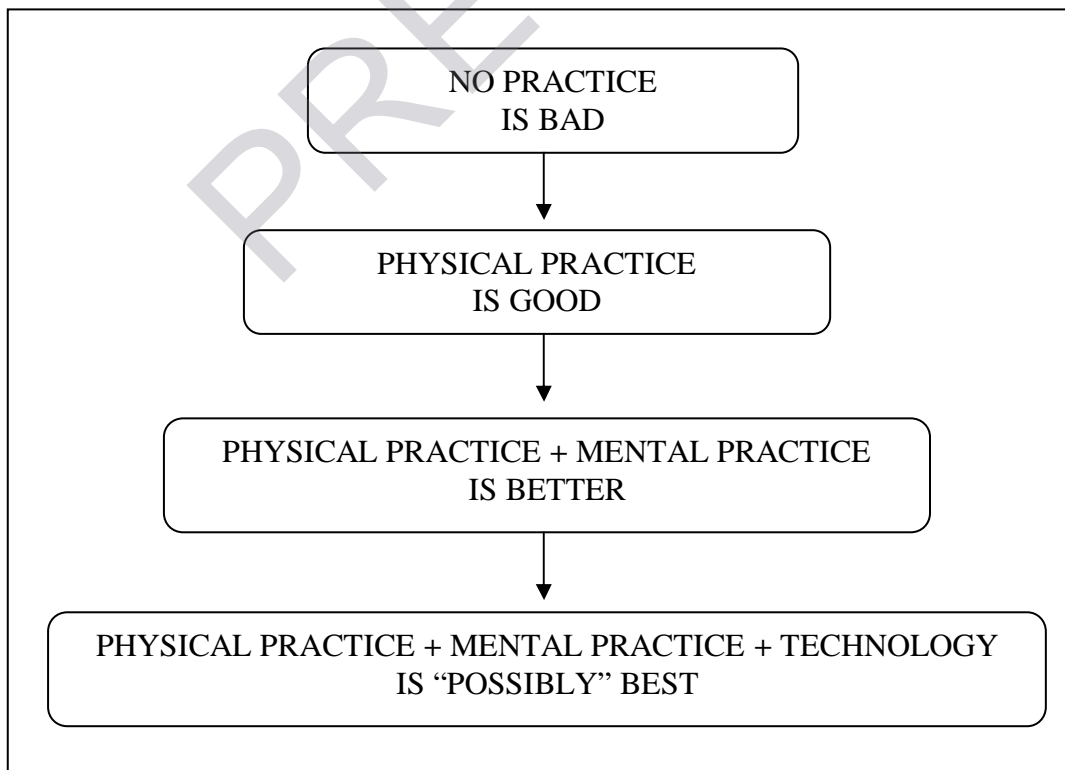 NO PRACTICE
IS BAD
PHYSICAL PRACTICE
IS GOOD
PHYSICAL PRACTICE + MENTAL PRACTICE
IS BETTER
PHYSICAL PRACTICE + MENTAL PRACTICE + TECHNOLOGY
IS “POSSIBLY” BEST
PRE